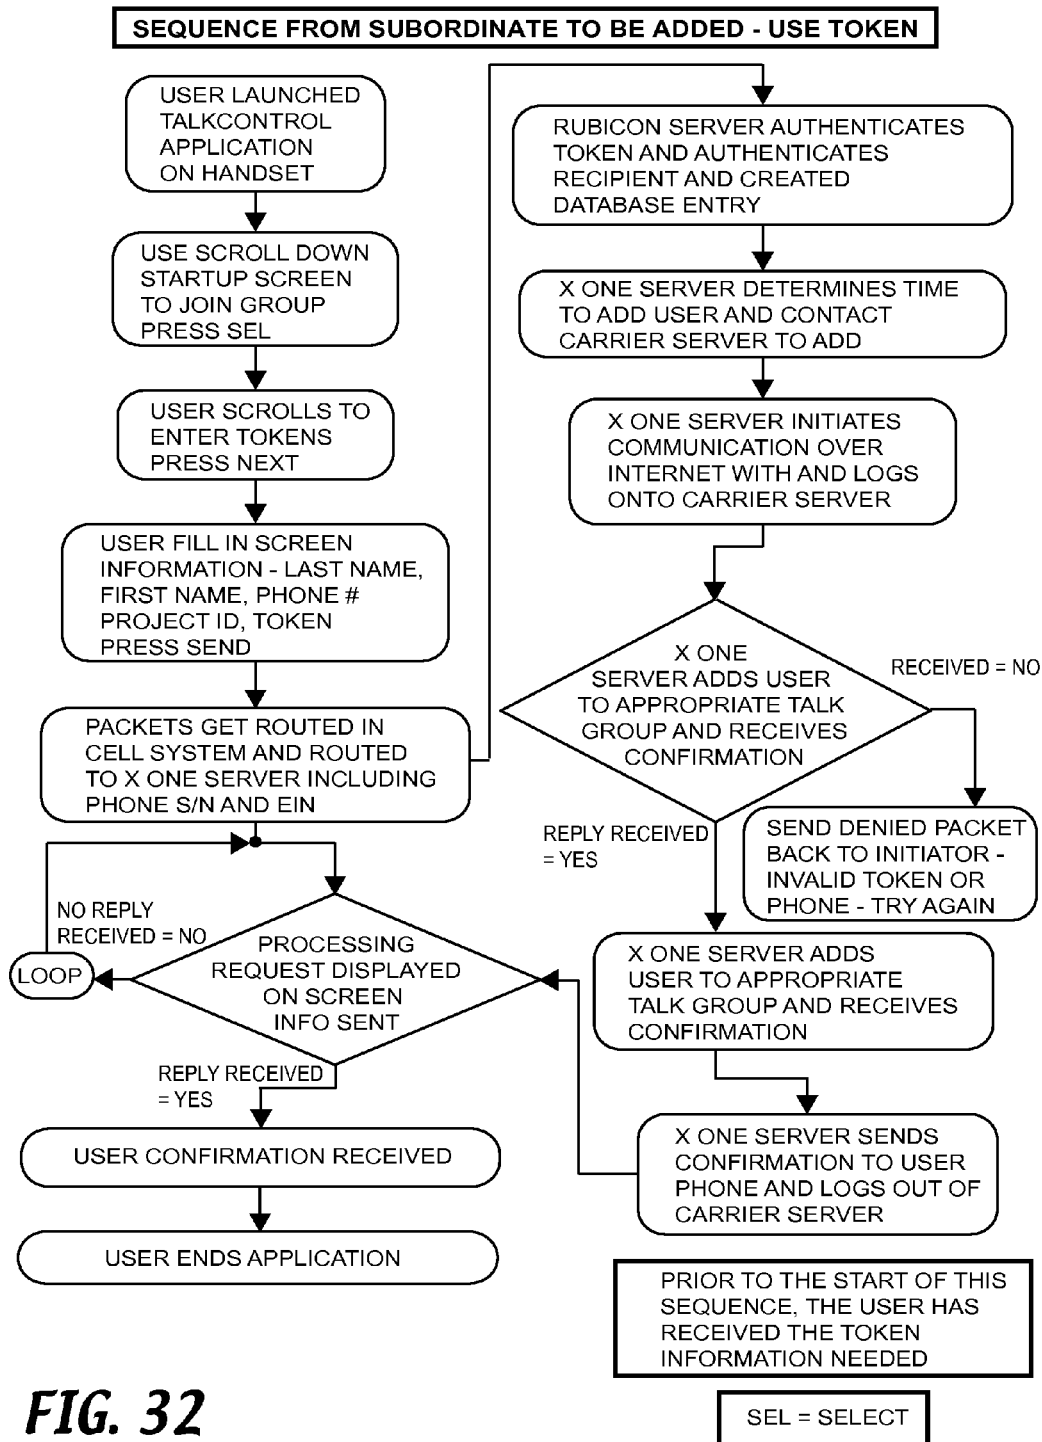 SEQUENCE FROM SUBORDINATE TO BE ADDED - USE TOKEN
USER LAUNCHED
TALKCONTROL
APPLICATION
ON HANDSET
USE SCROLL DOWN
STARTUP SCREEN
TO JOIN GROUP
PRESS SEL
USER SCROLLS TO
ENTER TOKENS
PRESS NEXT
USER FILL IN SCREEN
INFORMATION - LAST NAME,
FIRST NAME, PHONE #
PROJECT ID, TOKEN
PRESS SEND
PACKETS GET ROUTED IN
CELL SYSTEM AND ROUTED
TO X ONE SERVER INCLUDING
PHONE S/N AND EIN
NO REPLY
RECEIVED = NO
LOOP
PROCESSING
REQUEST DISPLAYED
ON SCREEN
INFO SENT
REPLY RECEIVED
= YES
USER CONFIRMATION RECEIVED
USER ENDS APPLICATION
RUBICON SERVER AUTHENTICATES
TOKEN AND AUTHENTICATES
RECIPIENT AND CREATED
DATABASE ENTRY
X ONE SERVER DETERMINES TIME
TO ADD USER AND CONTACT
CARRIER SERVER TO ADD
X ONE SERVER INITIATES
COMMUNICATION OVER
INTERNET WITH AND LOGS
ONTO CARRIER SERVER
X ONE
SERVER ADDS USER
TO APPROPRIATE TALK
GROUP AND RECEIVES
CONFIRMATION
RECEIVED = NO
REPLY RECEIVED
= YES
SEND DENIED PACKET
BACK TO INITIATOR -
INVALID TOKEN OR
PHONE - TRY AGAIN
X ONE SERVER ADDS
USER TO APPROPRIATE
TALK GROUP AND RECEIVES
CONFIRMATION
X ONE SERVER SENDS
CONFIRMATION TO USER
PHONE AND LOGS OUT OF
CARRIER SERVER
PRIOR TO THE START OF THIS
SEQUENCE, THE USER HAS
RECEIVED THE TOKEN
INFORMATION NEEDED
SEL = SELECT
FIG. 32